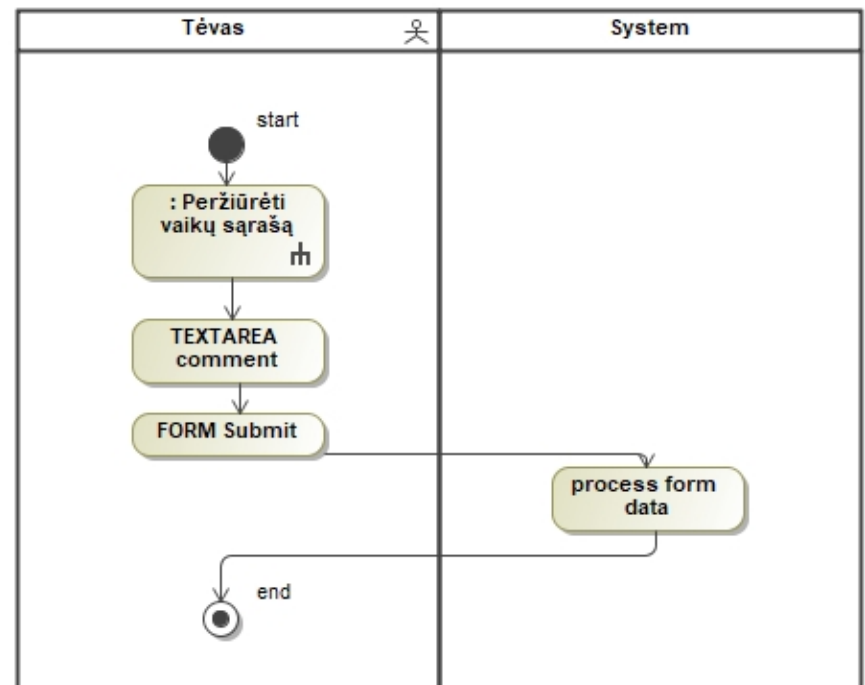 Tėvas
System
start
: Peržiūrėti
vaikų sąrašą
TEXTAREA
comment
FORM Submit
process form
data
end